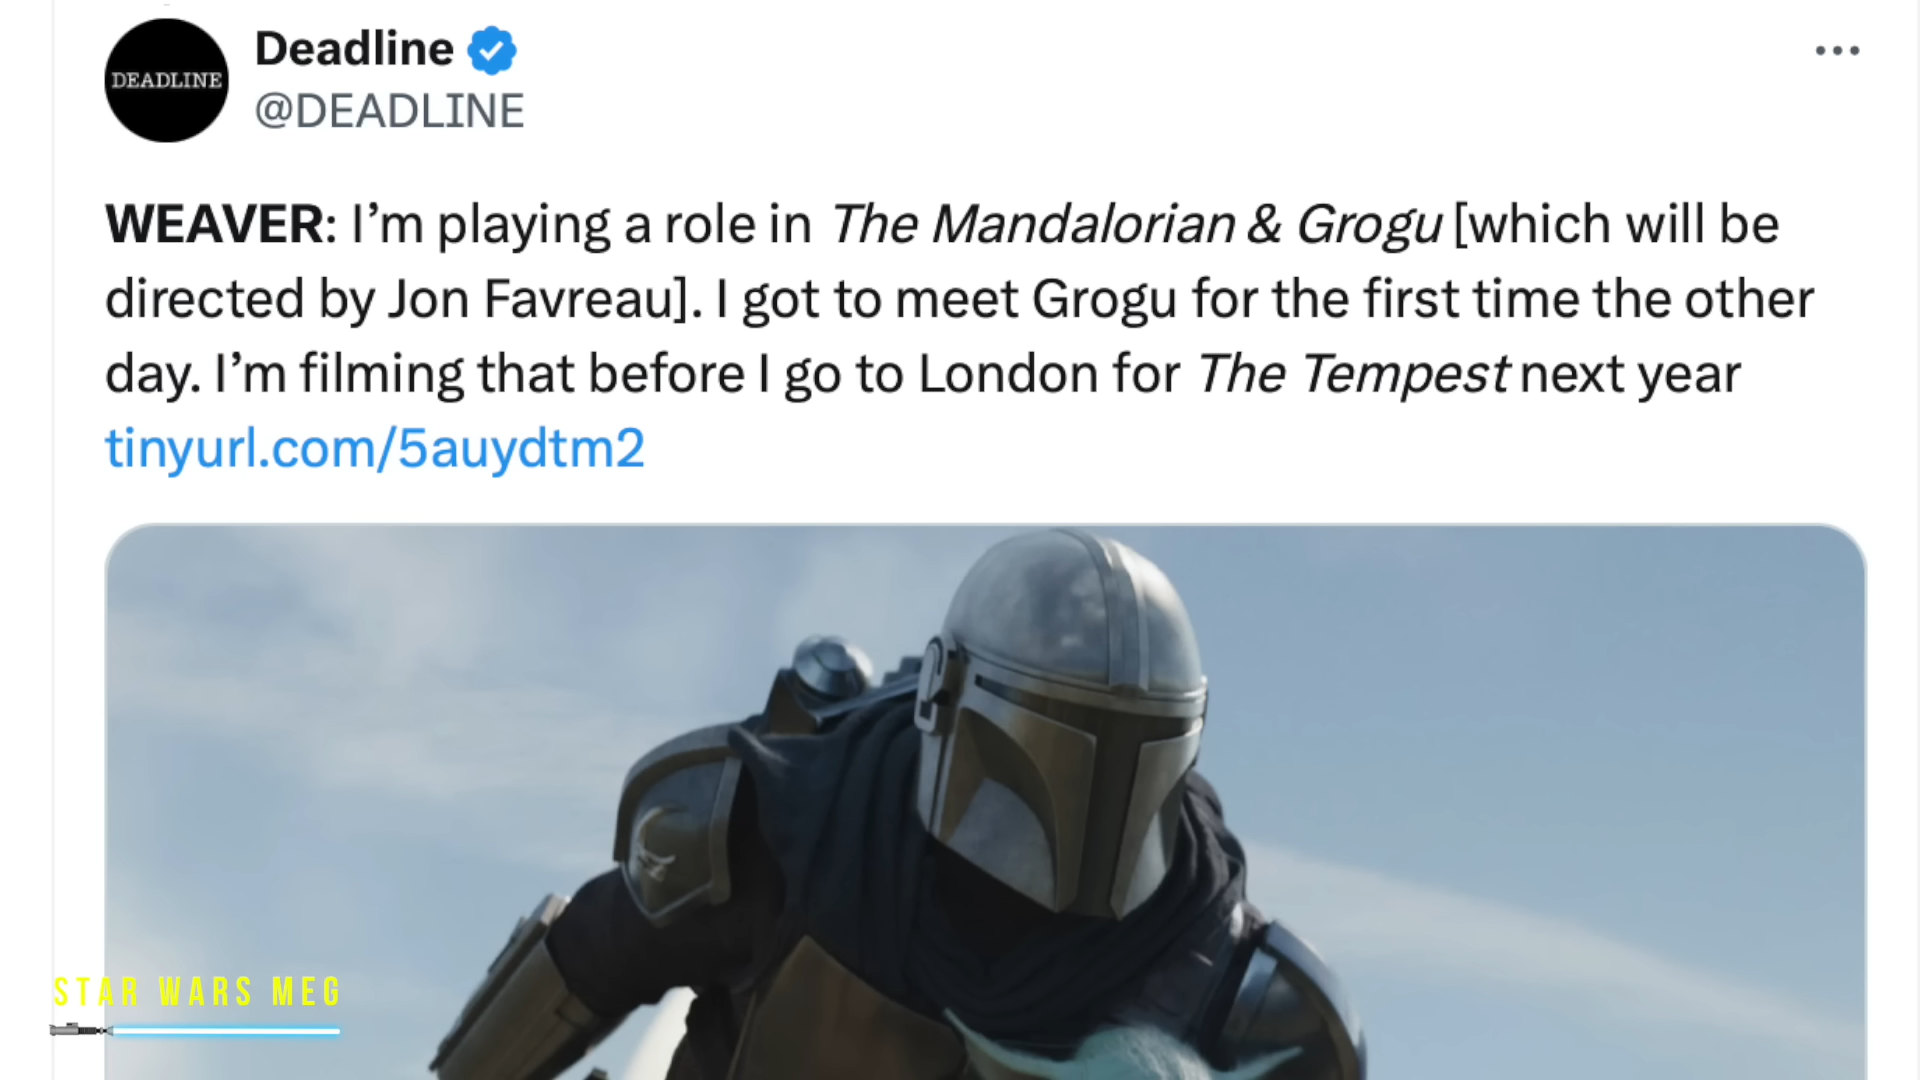 Deadline
DEADLINE
@DEADLINE
WEAVER: I’m playing a role in The Mandalorian & Grogu [which will be
directed by Jon Favreau]. I got to meet Grogu for the first time the other
day. I’m filming that before I go to London for The Tempest next year
tinyurl.com/5auydtm2
STAR WARS MEG